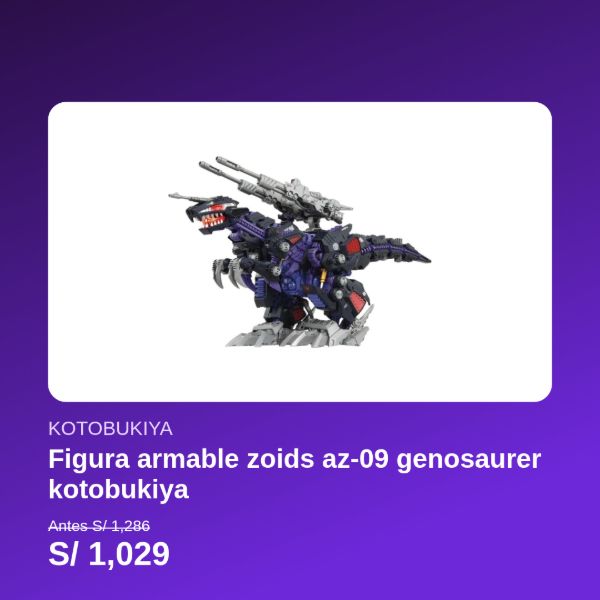 KOTOBUKIYA
Figura armable zoids az-09 genosaurer
kotobukiya
Antes S/ 1,286
S/ 1,029